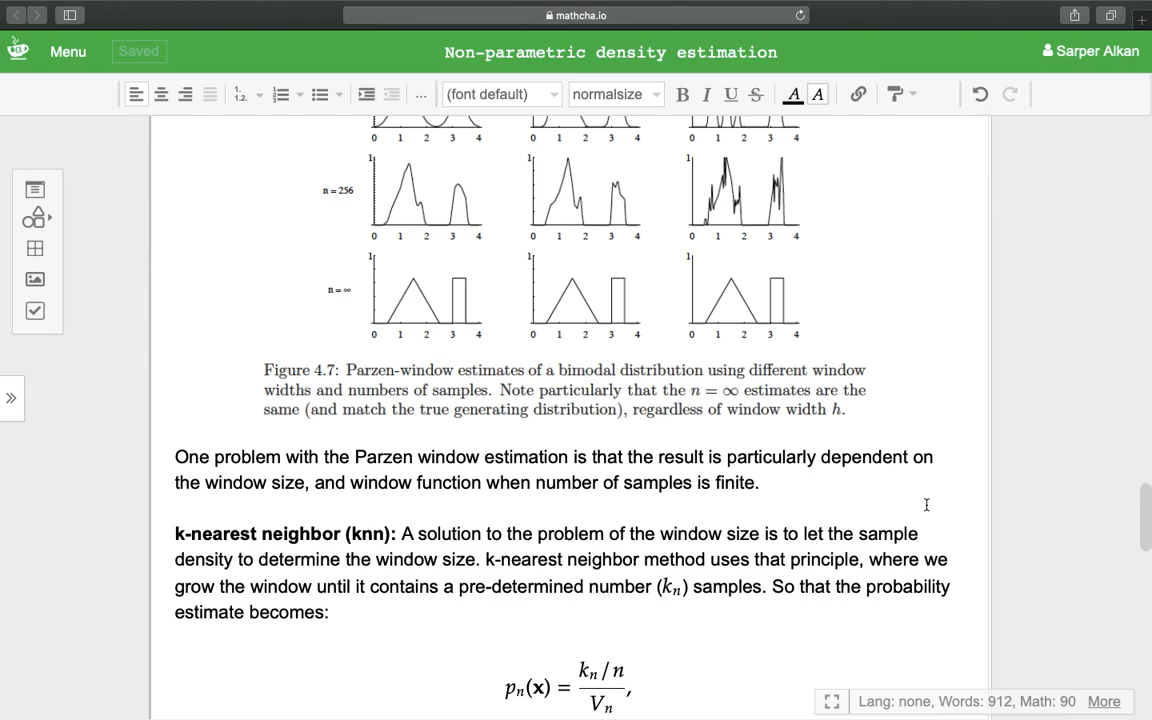 mathcha.io
Menu Saved Non-parametric density estimation Sarper Alkan
(font default) normalsize B I U S A A
0 1 2 3 4 0 1 2 3 4 0 1 2 3 4
1 1 1
n = 256
0 1 2 3 4 0 1 2 3 4 0 1 2 3 4
1 1 1
n = ∞
0 1 2 3 4 0 1 2 3 4 0 1 2 3 4
Figure 4.7: Parzen-window estimates of a bimodal distribution using different window
widths and numbers of samples. Note particularly that the n = ∞ estimates are the
same (and match the true generating distribution), regardless of window width h.
One problem with the Parzen window estimation is that the result is particularly dependent on
the window size, and window function when number of samples is finite.
k-nearest neighbor (knn): A solution to the problem of the window size is to let the sample
density to determine the window size. k-nearest neighbor method uses that principle, where we
grow the window until it contains a pre-determined number (kₙ) samples. So that the probability
estimate becomes:
pₙ(x) = (kₙ / n) / Vₙ,
Lang: none, Words: 912, Math: 90 More